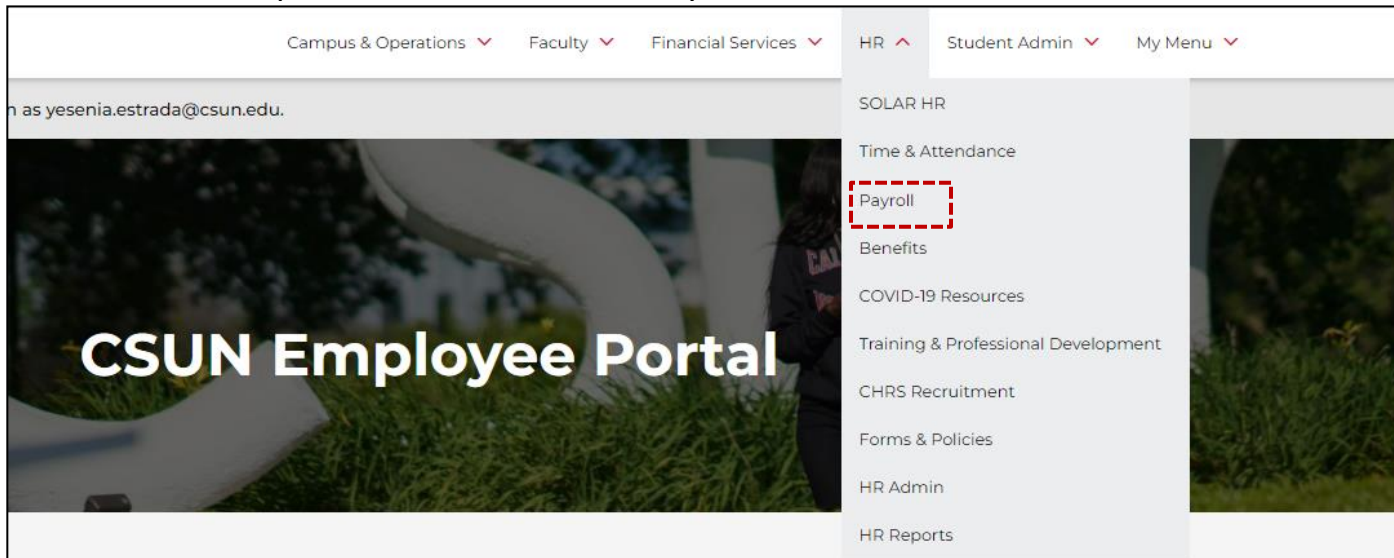 Campus & Operations Faculty Financial Services HR Student Admin My Menu
as yesenia.estrada@csun.edu.
SOLAR HR
Time & Attendance
Payroll
Benefits
COVID-19 Resources
Training & Professional Development
CHRS Recruitment
Forms & Policies
HR Admin
HR Reports
CSUN Employee Portal